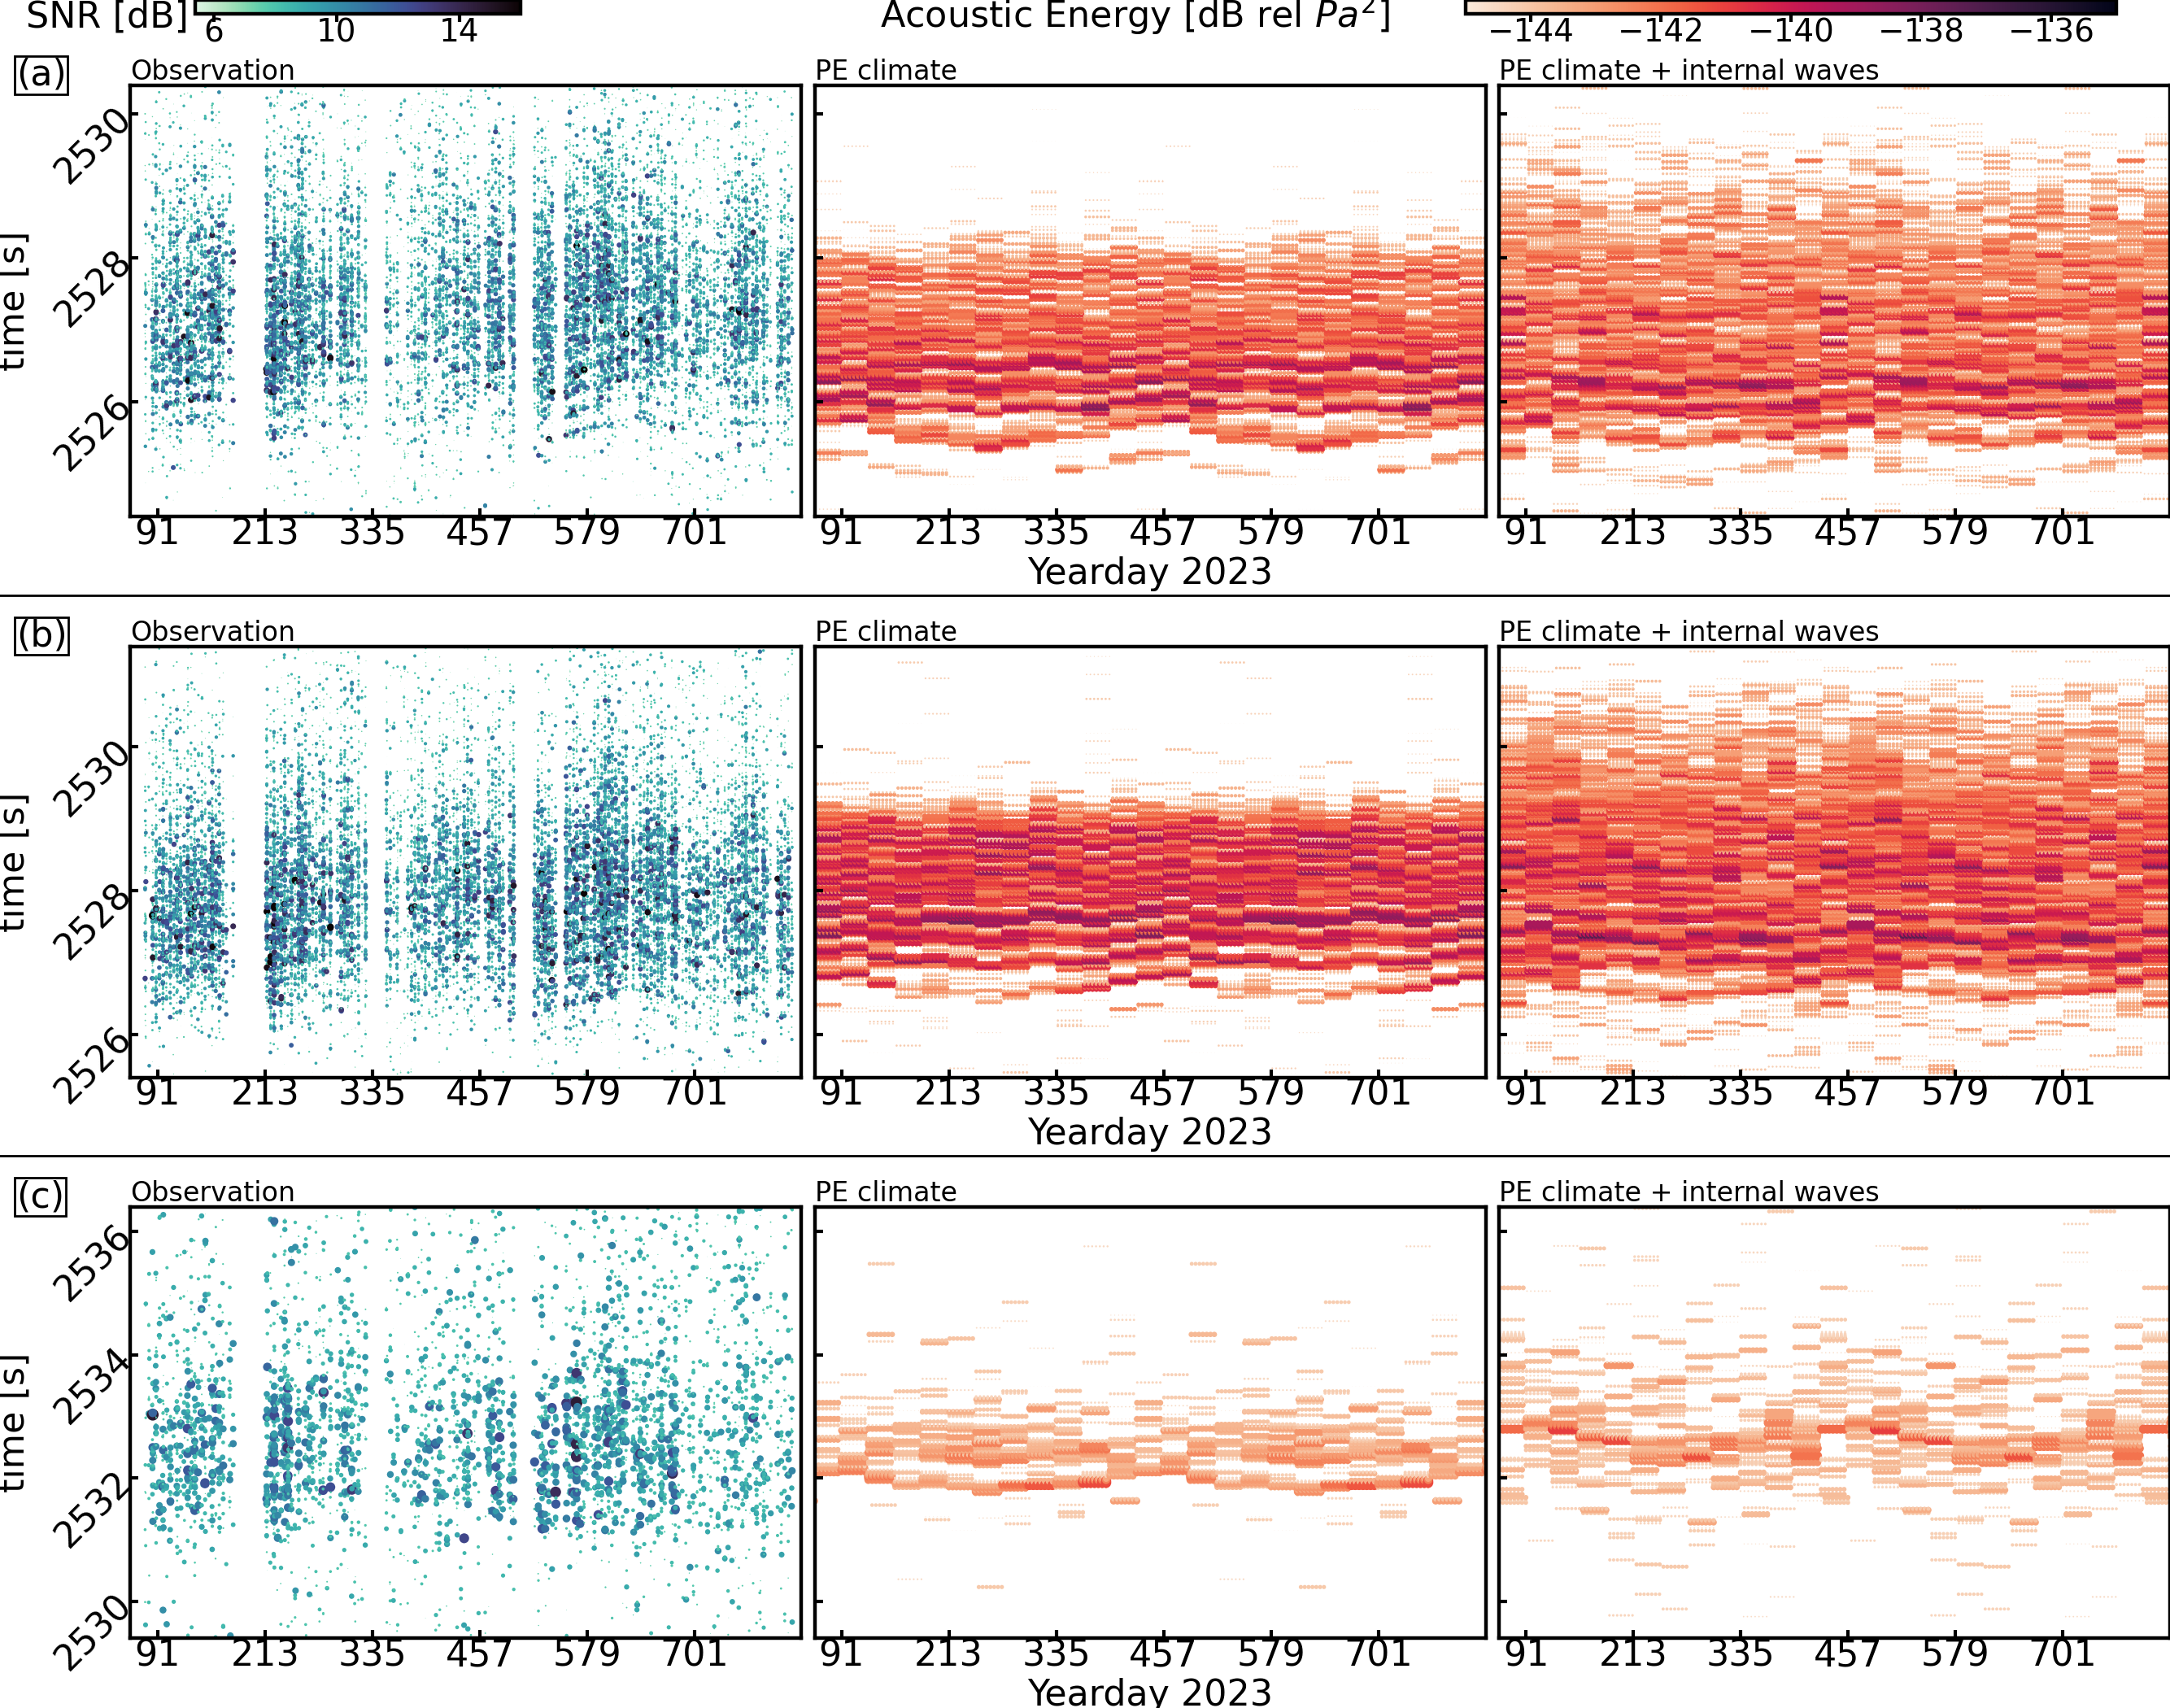 SNR [dB]
6 10 14
Acoustic Energy [dB rel Pa²]
−144 −142 −140 −138 −136
(a)
Observation
PE climate
PE climate + internal waves
time [s]
2530
2528
2526
91 213 335 457 579 701
91 213 335 457 579 701
91 213 335 457 579 701
Yearday 2023
(b)
Observation
PE climate
PE climate + internal waves
time [s]
2530
2528
2526
91 213 335 457 579 701
91 213 335 457 579 701
91 213 335 457 579 701
Yearday 2023
(c)
Observation
PE climate
PE climate + internal waves
time [s]
2536
2534
2532
2530
91 213 335 457 579 701
91 213 335 457 579 701
91 213 335 457 579 701
Yearday 2023